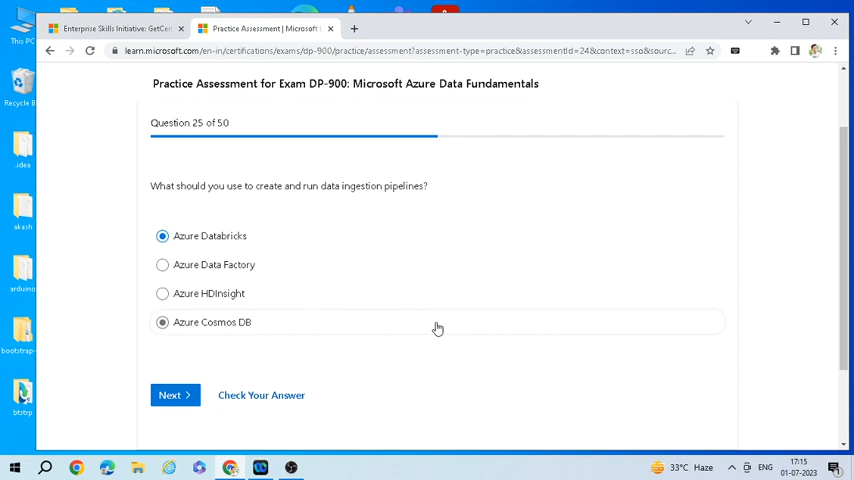 Enterprise Skills Initiative: GetCert
Practice Assessment | Microsoft
learn.microsoft.com/en-in/certifications/exams/dp-900/practice/assessment?assessment-type=practice&assessmentId=24&context=sso&sourc...
This PC
Recycle B
.idea
akash
arduino
bootstrap-
btstrp
Practice Assessment for Exam DP-900: Microsoft Azure Data Fundamentals
Question 25 of 50
What should you use to create and run data ingestion pipelines?
Azure Databricks
Azure Data Factory
Azure HDInsight
Azure Cosmos DB
Next
Check Your Answer
33°C Haze
ENG
17:15
01-07-2023
1